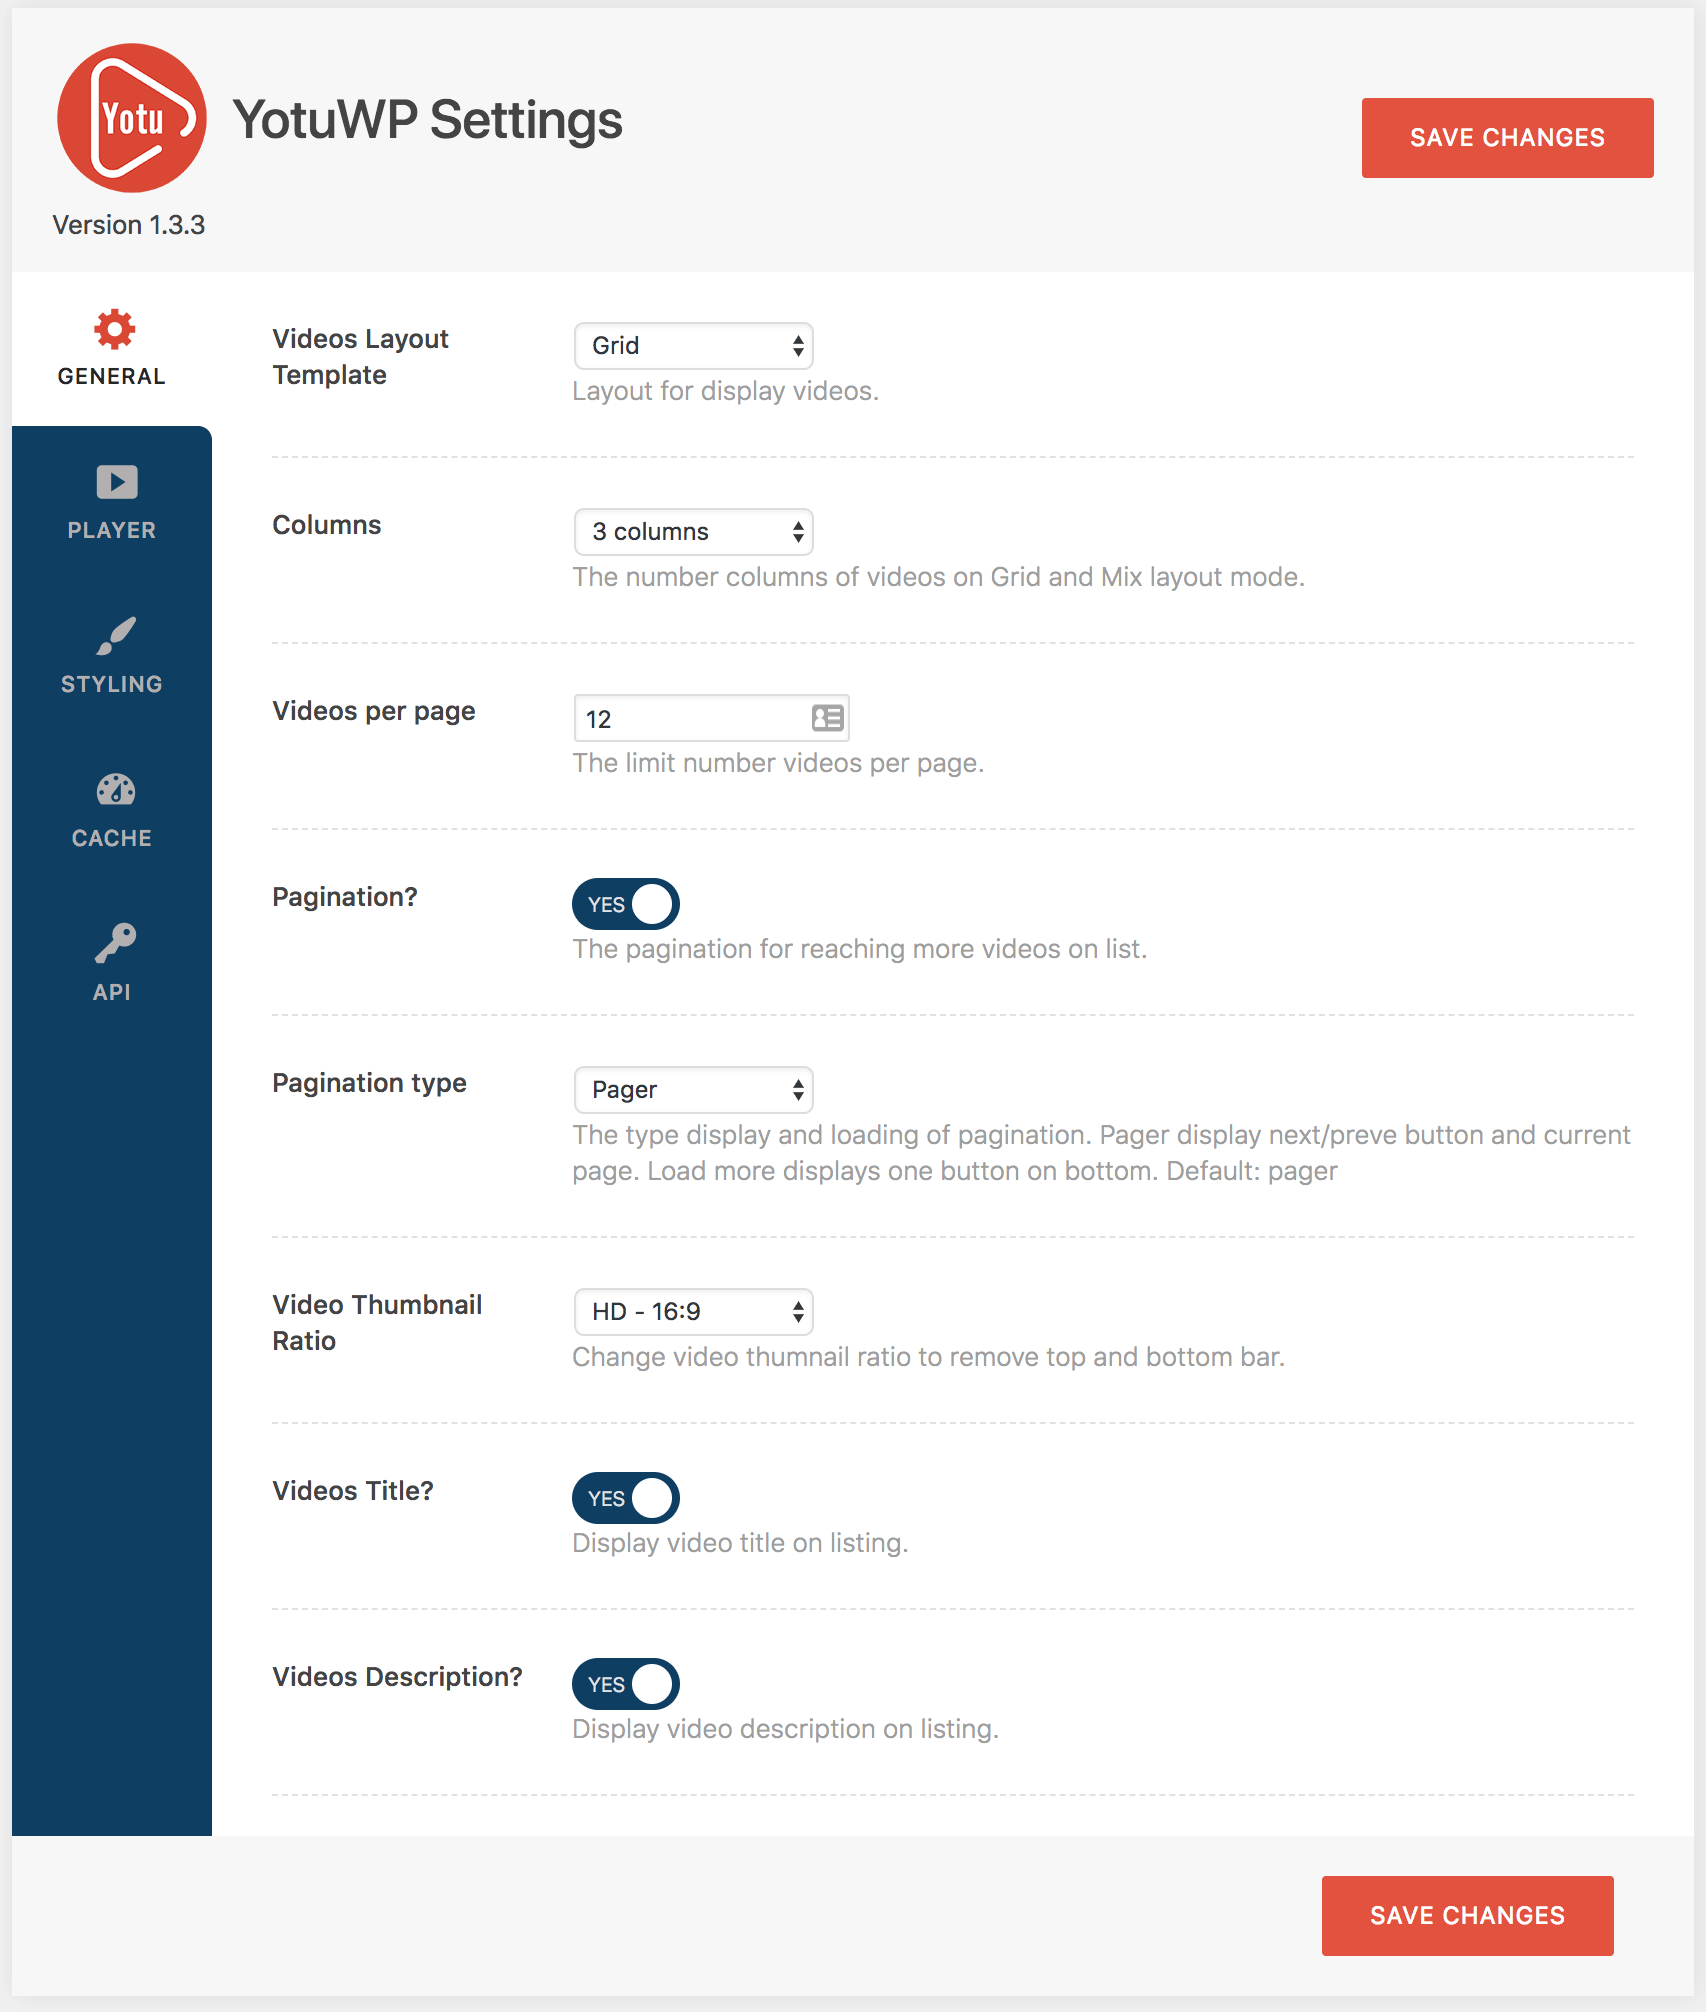 Yotu
YotuWP Settings
SAVE CHANGES
Version 1.3.3
GENERAL
PLAYER
STYLING
CACHE
API
Videos Layout
Template
Grid
Layout for display videos.
Columns
3 columns
The number columns of videos on Grid and Mix layout mode.
Videos per page
12
The limit number videos per page.
Pagination?
YES
The pagination for reaching more videos on list.
Pagination type
Pager
The type display and loading of pagination. Pager display next/preve button and current
page. Load more displays one button on bottom. Default: pager
Video Thumbnail
Ratio
HD - 16:9
Change video thumnail ratio to remove top and bottom bar.
Videos Title?
YES
Display video title on listing.
Videos Description?
YES
Display video description on listing.
SAVE CHANGES